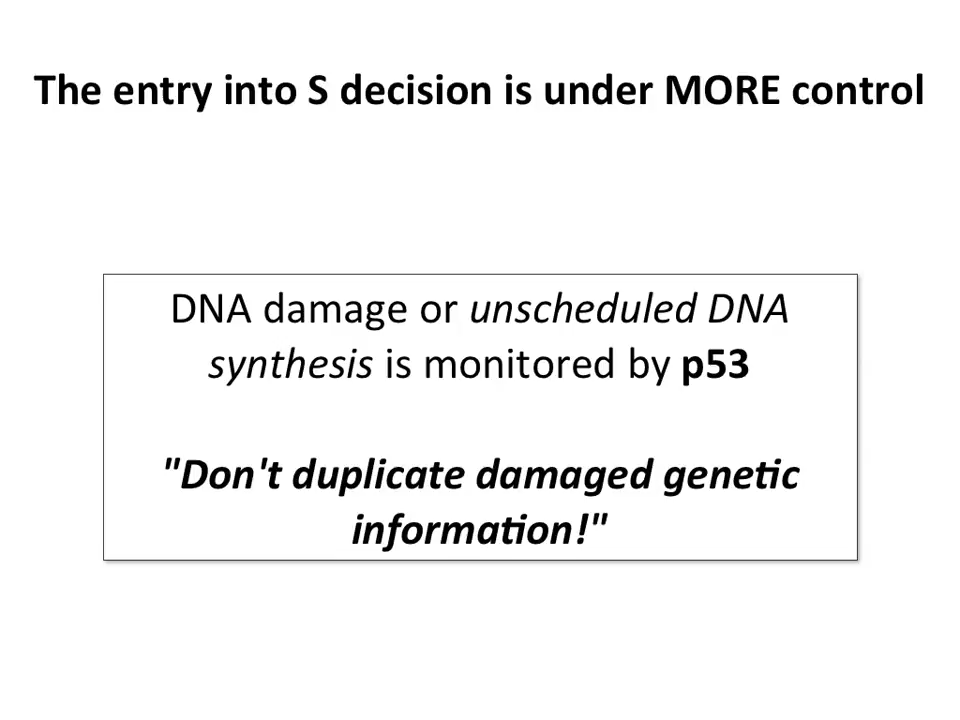 The entry into S decision is under MORE control
DNA damage or unscheduled DNA
synthesis is monitored by p53
"Don't duplicate damaged genetic
information!"